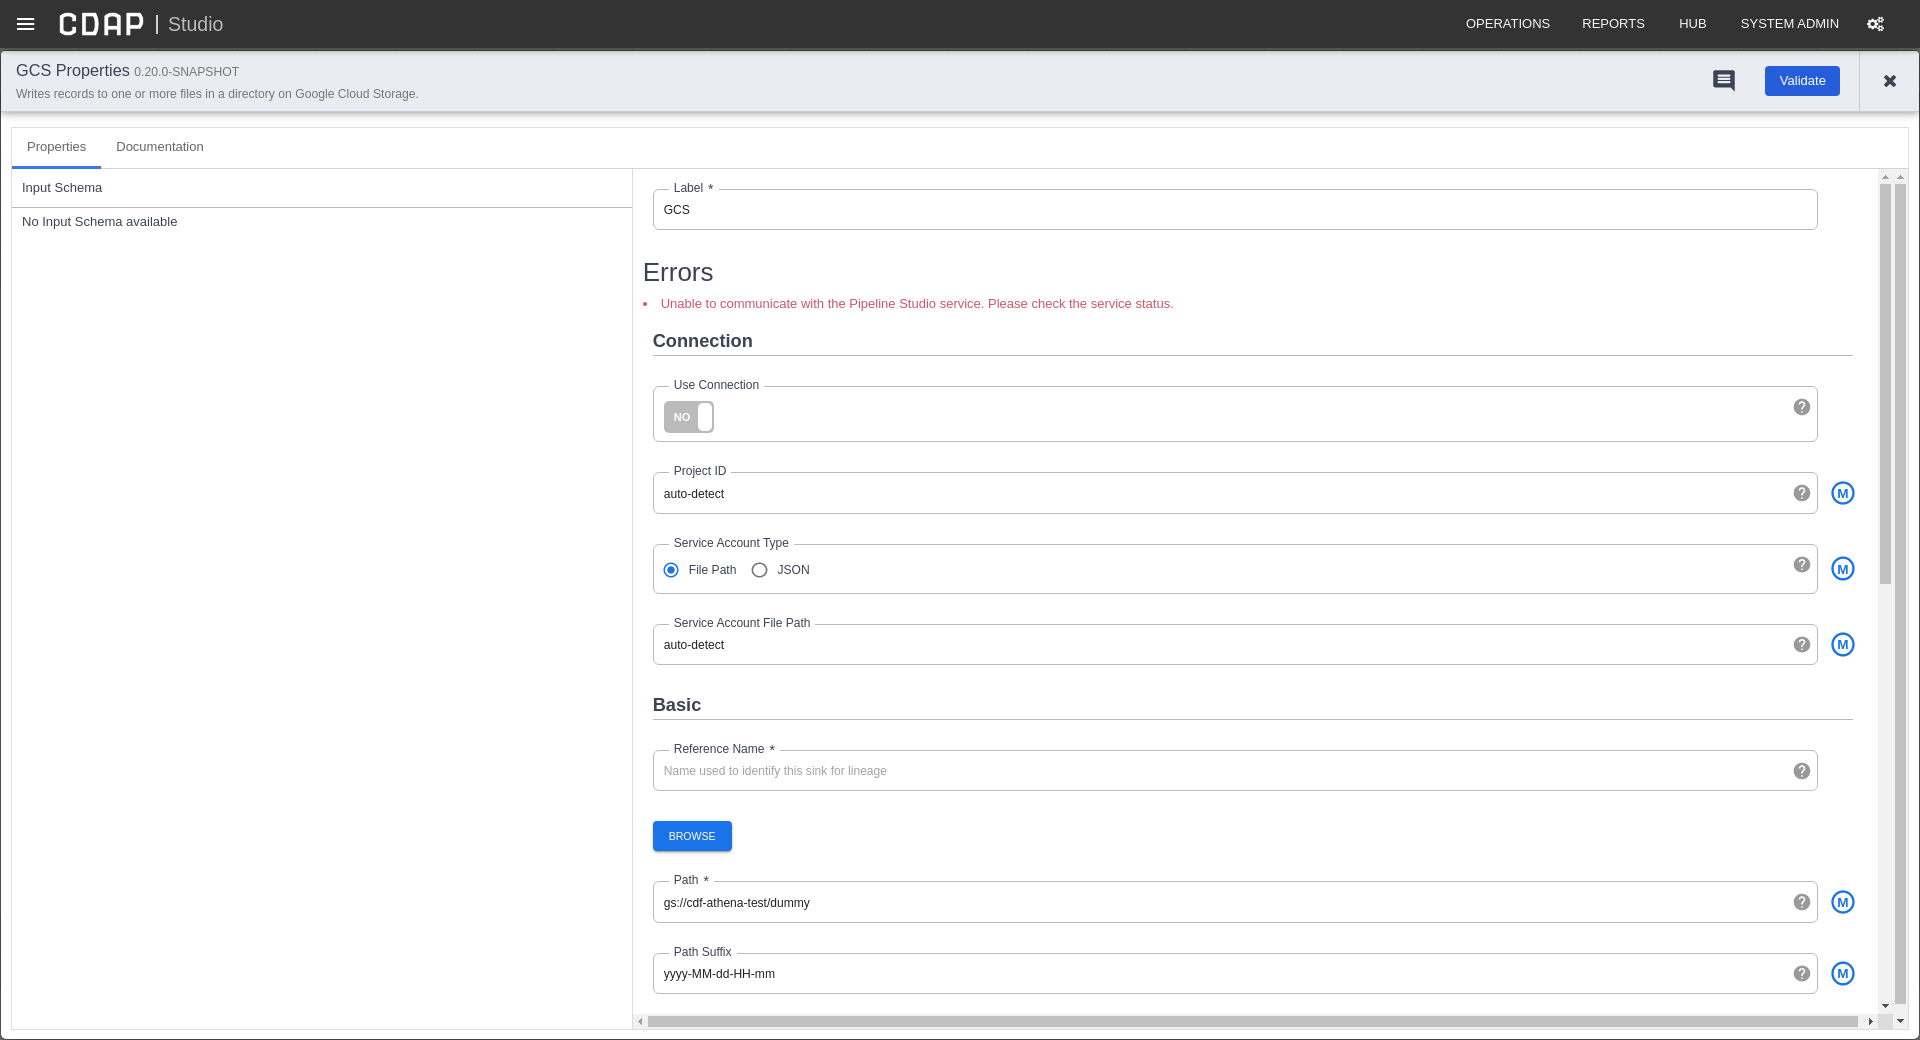 CDAP | Studio
OPERATIONS REPORTS HUB SYSTEM ADMIN
GCS Properties 0.20.0-SNAPSHOT
Writes records to one or more files in a directory on Google Cloud Storage.
Validate
Properties Documentation
Input Schema
No Input Schema available
Label *
GCS
Errors
• Unable to communicate with the Pipeline Studio service. Please check the service status.
Connection
Use Connection
NO
Project ID
auto-detect
M
Service Account Type
File Path JSON
M
Service Account File Path
auto-detect
M
Basic
Reference Name *
Name used to identify this sink for lineage
BROWSE
Path *
gs://cdf-athena-test/dummy
M
Path Suffix
yyyy-MM-dd-HH-mm
M